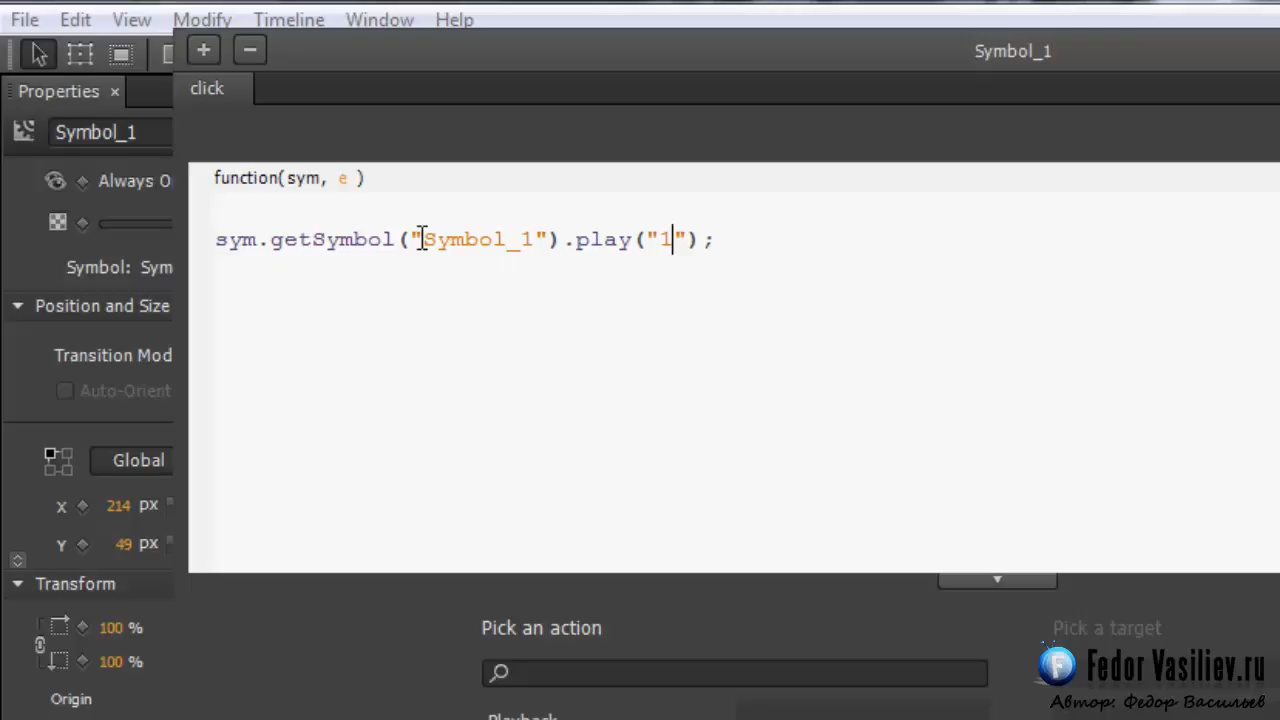 File Edit View Modify Timeline Window Help
Symbol_1
Properties ×
click
Symbol_1
Always O
function(sym, e )
sym.getSymbol("Symbol_1").play("1");
Symbol: Sym
Position and Size
Transition Mod
Auto-Orient
Global
X 214 px
Y 49 px
Transform
100 %
100 %
Origin
Pick an action
Pick a target
Playback
Fedor Vasiliev.ru
Автор: Федор Васильев